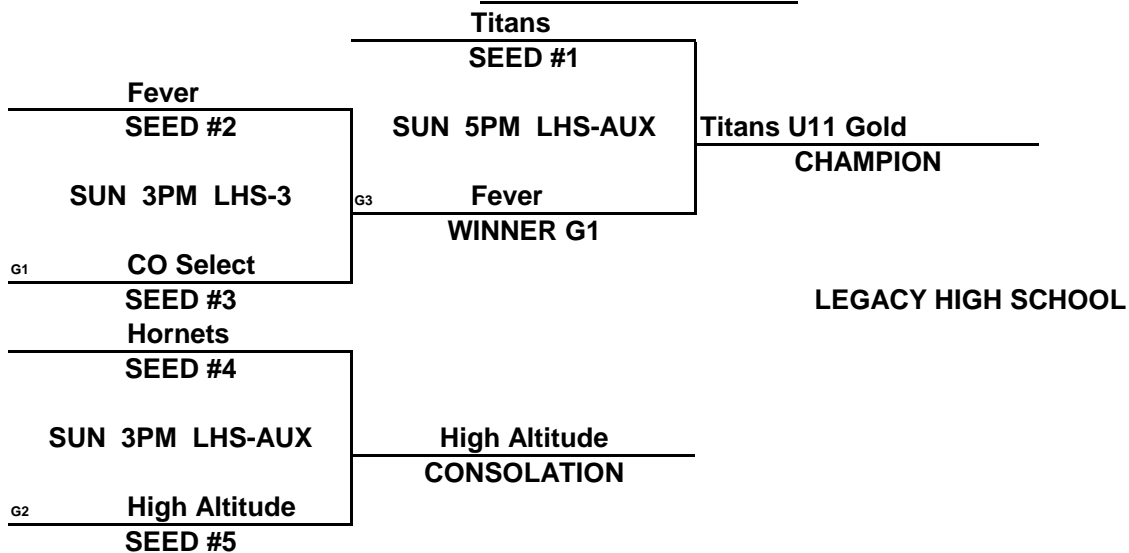 Titans
SEED #1
Fever
SEED #2
SUN 5PM LHS-AUX
Titans U11 Gold
CHAMPION
SUN 3PM LHS-3
G3 Fever
WINNER G1
G1 CO Select
SEED #3
LEGACY HIGH SCHOOL
Hornets
SEED #4
SUN 3PM LHS-AUX
High Altitude
CONSOLATION
G2 High Altitude
SEED #5